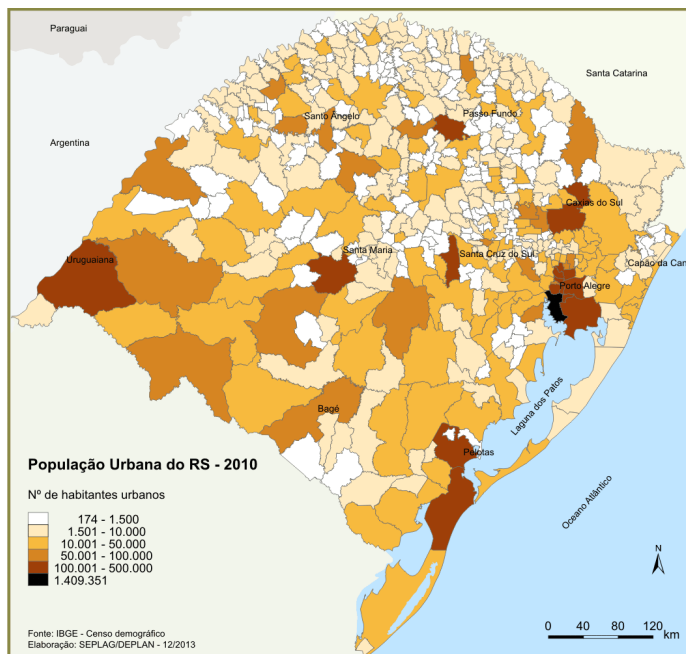 Paraguai
Santa Catarina
Argentina
Santo Ângelo
Passo Fundo
Caxias do Sul
Santa Maria
Santa Cruz do Sul
Uruguaiana
Capão da Can
Porto Alegre
Laguna dos Patos
Bagé
Pelotas
Oceano Atlântico
População Urbana do RS - 2010
Nº de habitantes urbanos
174 - 1.500
1.501 - 10.000
10.001 - 50.000
50.001 - 100.000
100.001 - 500.000
1.409.351
N
0 40 80 120
km
Fonte: IBGE - Censo demográfico
Elaboração: SEPLAG/DEPLAN - 12/2013